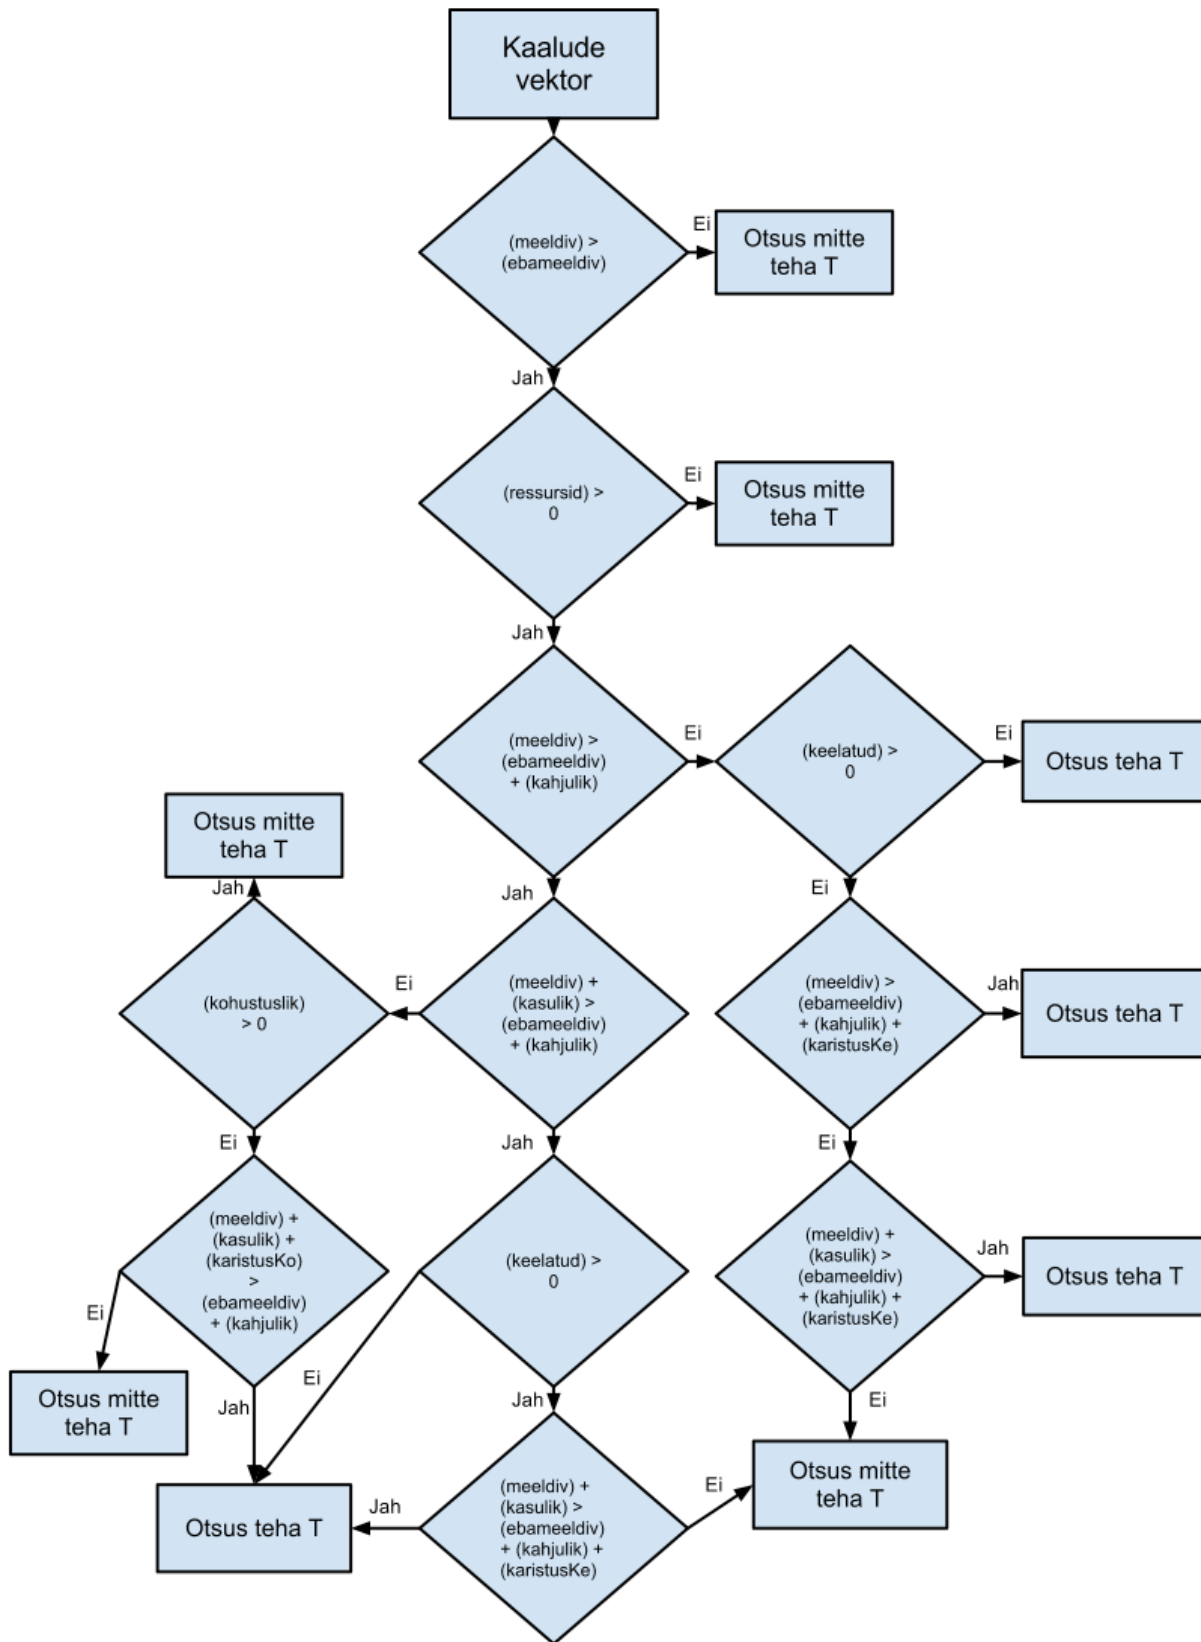 Kaalude
vektor
(meeldiv) >
(ebameeldiv)
Ei
Otsus mitte
teha T
Jah
(ressursid) >
0
Ei
Otsus mitte
teha T
Jah
(meeldiv) >
(ebameeldiv)
+ (kahjulik)
Ei
(keelatud) >
0
Ei
Otsus teha T
Otsus mitte
teha T
Jah
Jah
Ei
(kohustuslik)
> 0
Ei
(meeldiv) +
(kasulik) >
(ebameeldiv)
+ (kahjulik)
(meeldiv) >
(ebameeldiv)
+ (kahjulik) +
(karistusKe)
Jah
Otsus teha T
Ei
Jah
Ei
(meeldiv) +
(kasulik) +
(karistusKo)
>
(ebameeldiv)
+ (kahjulik)
(keelatud) >
0
(meeldiv) +
(kasulik) >
(ebameeldiv)
+ (kahjulik) +
(karistusKe)
Jah
Otsus teha T
Ei
Otsus mitte
teha T
Jah
Ei
Jah
Ei
Otsus teha T
Jah
(meeldiv) +
(kasulik) >
(ebameeldiv)
+ (kahjulik) +
(karistusKe)
Ei
Otsus mitte
teha T